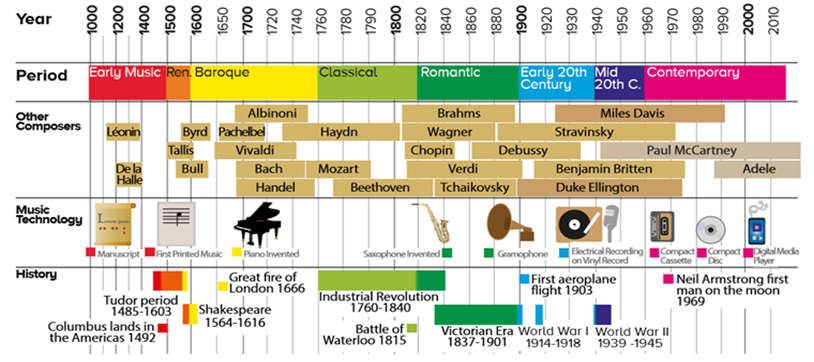 Year
1000 1200 1400 1500 1600 1650 1700 1720 1740 1760 1780 1790 1800 1820 1840 1860 1880 1890 1900 1920 1930 1940 1950 1960 1970 1980 1990 2000 2010
Period
Early Music Ren. Baroque Classical Romantic Early 20th Century Mid 20th C. Contemporary
Other
Composers
Albinoni Brahms Miles Davis
Léonin Byrd Pachelbel Haydn Wagner Stravinsky
Tallis Vivaldi Chopin Debussy Paul McCartney
De la
Halle
Bull Bach Mozart Verdi Benjamin Britten Adele
Handel Beethoven Tchaikovsky Duke Ellington
Music
Technology
Manuscript
First Printed Music
Piano Invented
Saxophone Invented
Gramophone
Electrical Recording
on Vinyl Record
Compact
Cassette
Compact
Disc
Digital Media
Player
History
Tudor period
1485-1603
Columbus lands in
the Americas 1492
Great fire of
London 1666
Shakespeare
1564-1616
Industrial Revolution
1760-1840
Battle of
Waterloo 1815
Victorian Era
1837-1901
First aeroplane
flight 1903
World War I
1914-1918
World War II
1939 -1945
Neil Armstrong first
man on the moon
1969